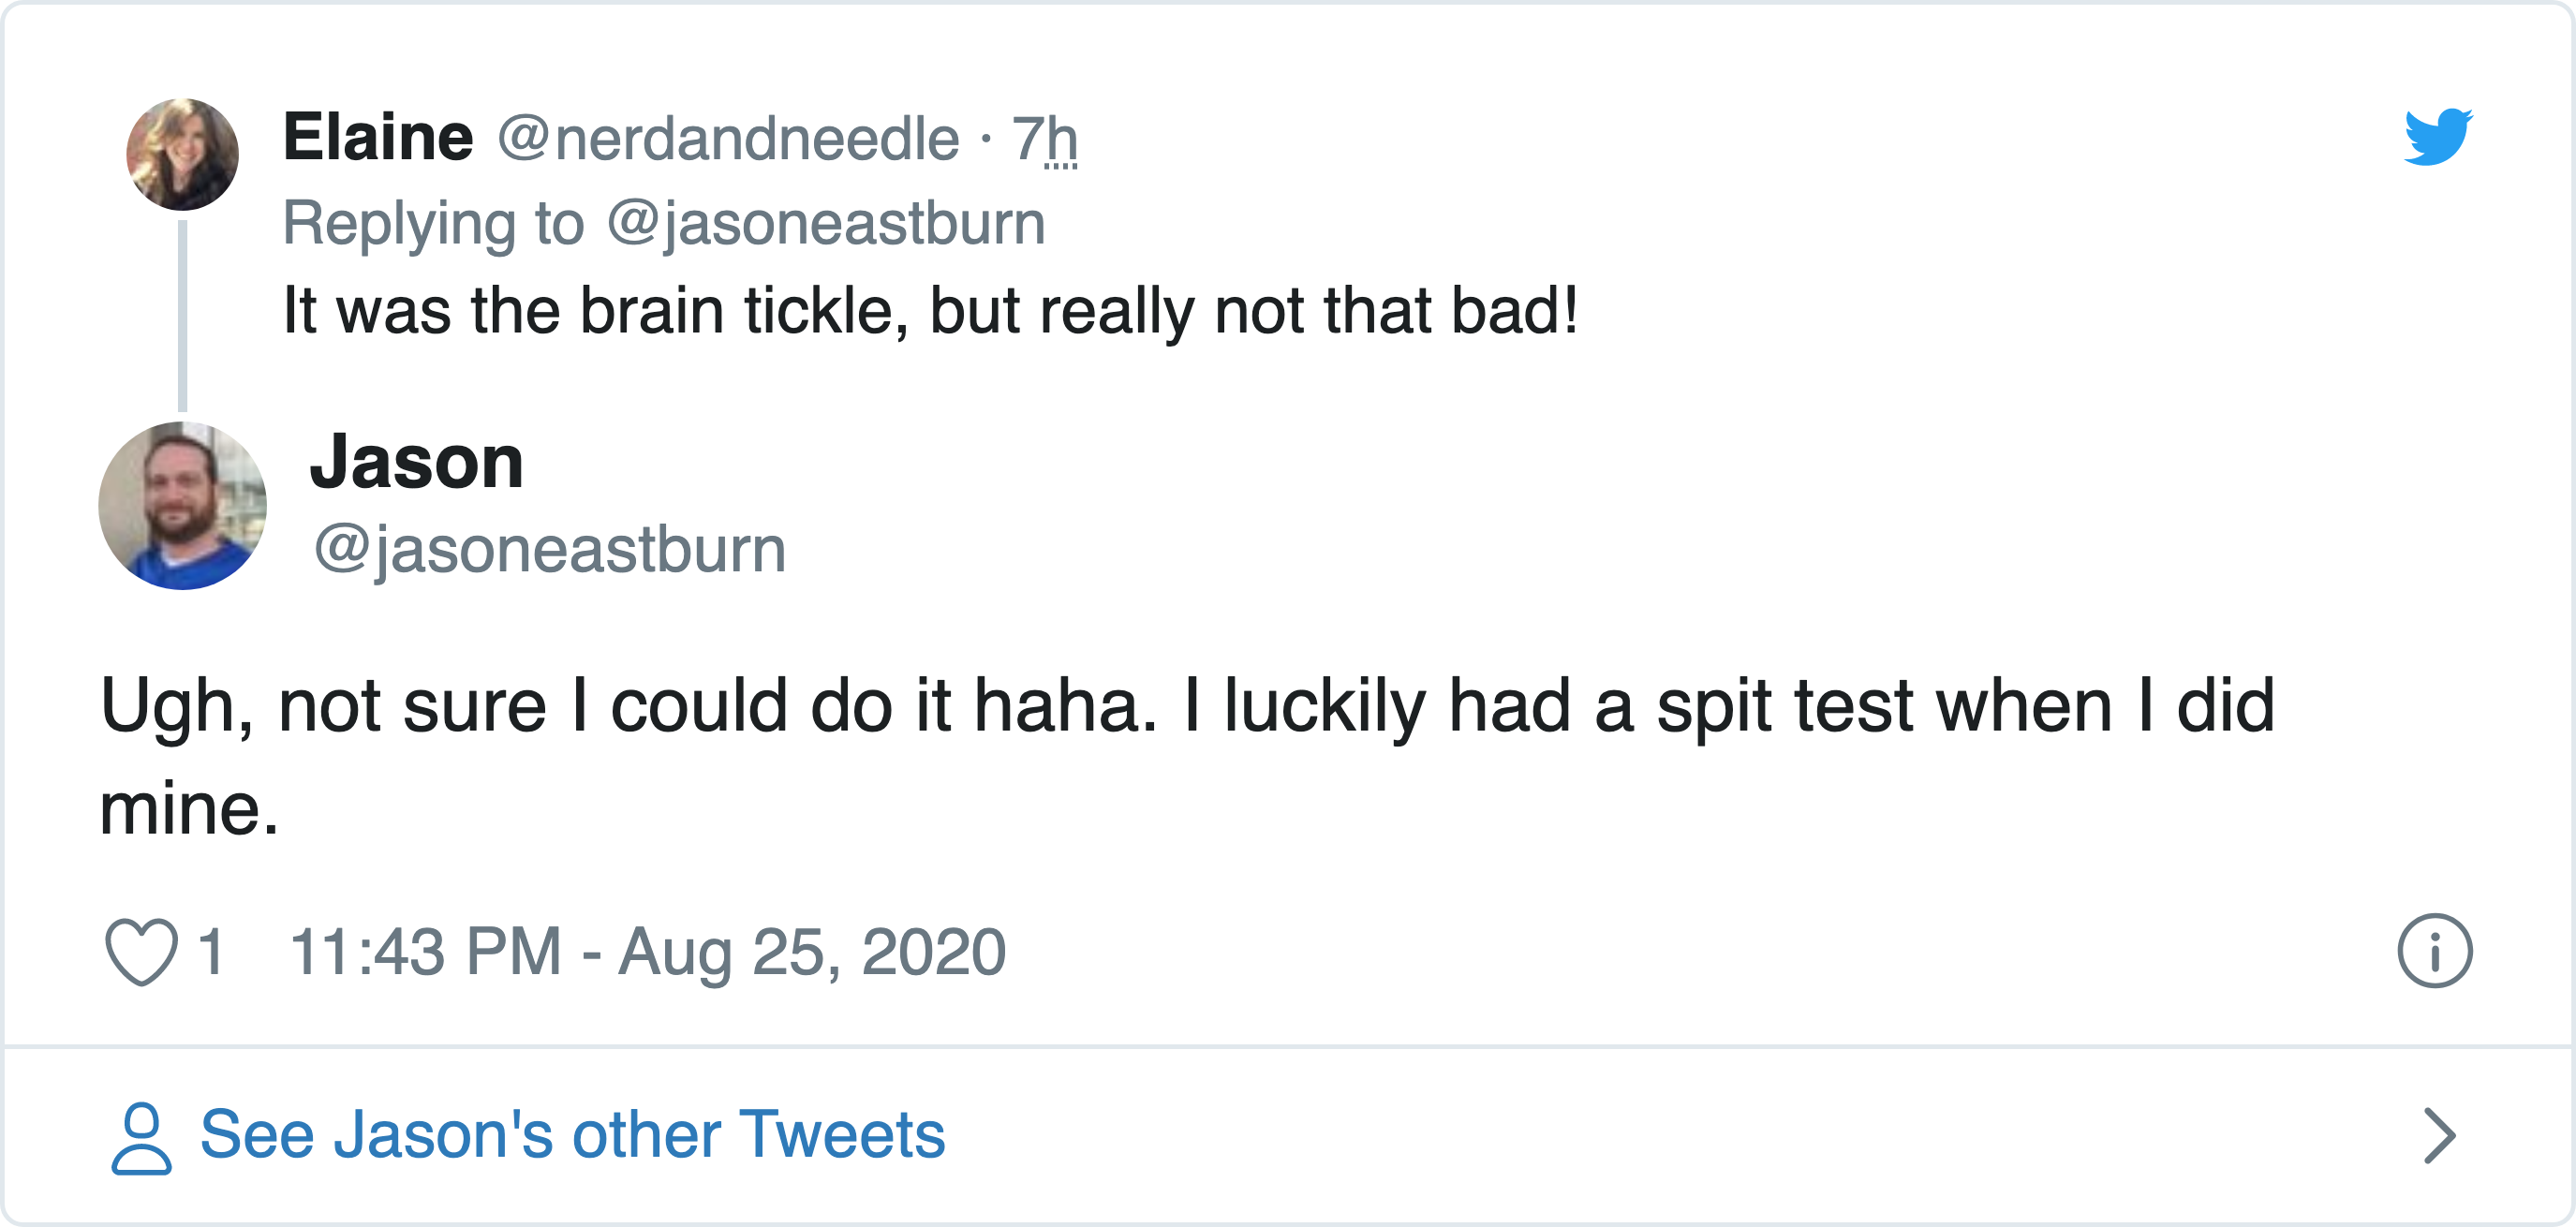 Elaine @nerdandneedle · 7h
Replying to @jasoneastburn
It was the brain tickle, but really not that bad!
Jason
@jasoneastburn
Ugh, not sure I could do it haha. I luckily had a spit test when I did
mine.
1 11:43 PM - Aug 25, 2020
See Jason's other Tweets